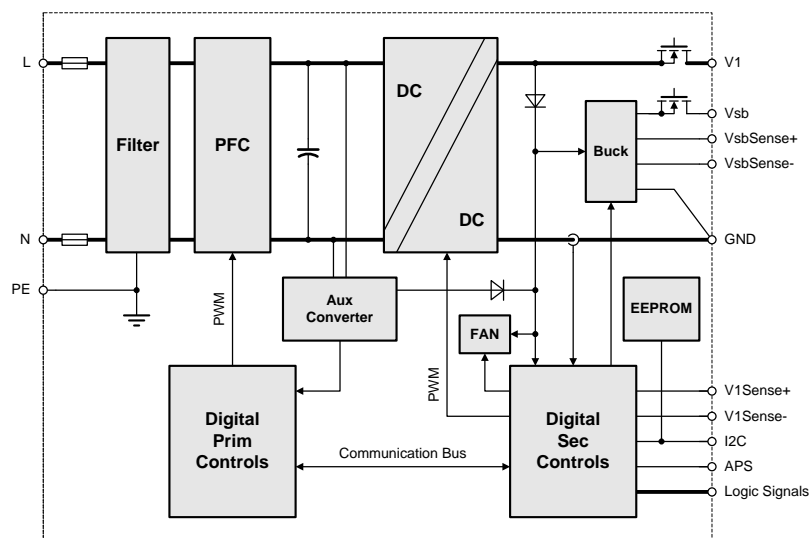 L
V1
DC
Vsb
Filter
PFC
Buck
VsbSense+
VsbSense-
DC
N
GND
PE
PWM
Aux
Converter
EEPROM
FAN
PWM
V1Sense+
V1Sense-
Digital
Prim
Controls
Communication Bus
Digital
Sec
Controls
I2C
APS
Logic Signals